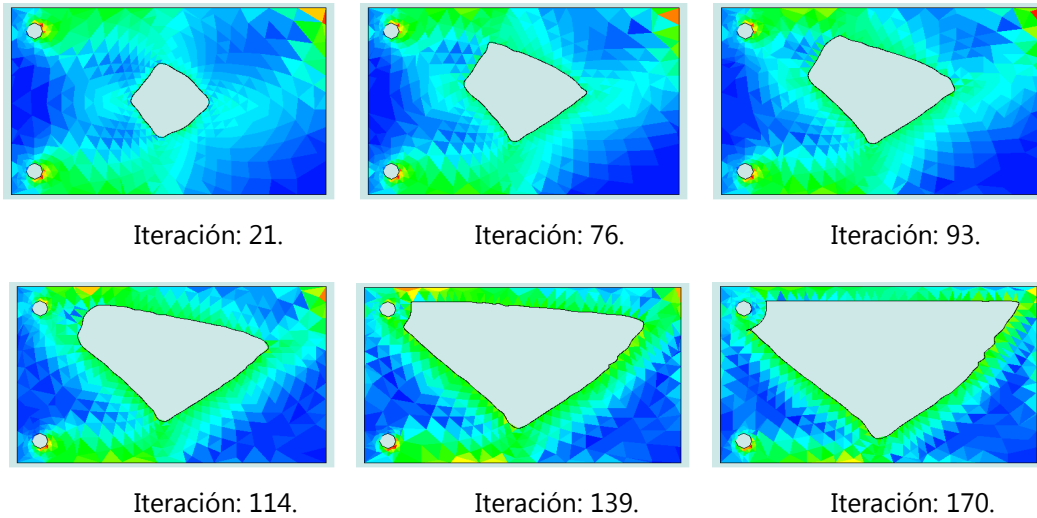 Iteración: 21.
Iteración: 76.
Iteración: 93.
Iteración: 114.
Iteración: 139.
Iteración: 170.